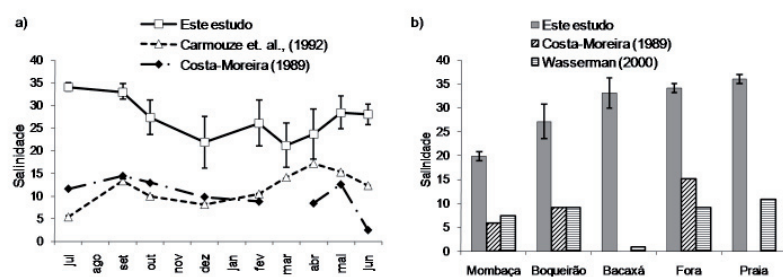 a)
Este estudo
Carmouze et. al., (1992)
Costa-Moreira (1989)
Salinidade
40
35
30
25
20
15
10
5
0
jul
ago
set
out
nov
dez
jan
fev
mar
abr
mai
jun
b)
Este estudo
Costa-Moreira (1989)
Wasserman (2000)
Salinidade
40
35
30
25
20
15
10
5
0
Mombaça
Boqueirão
Bacaxá
Fora
Praia